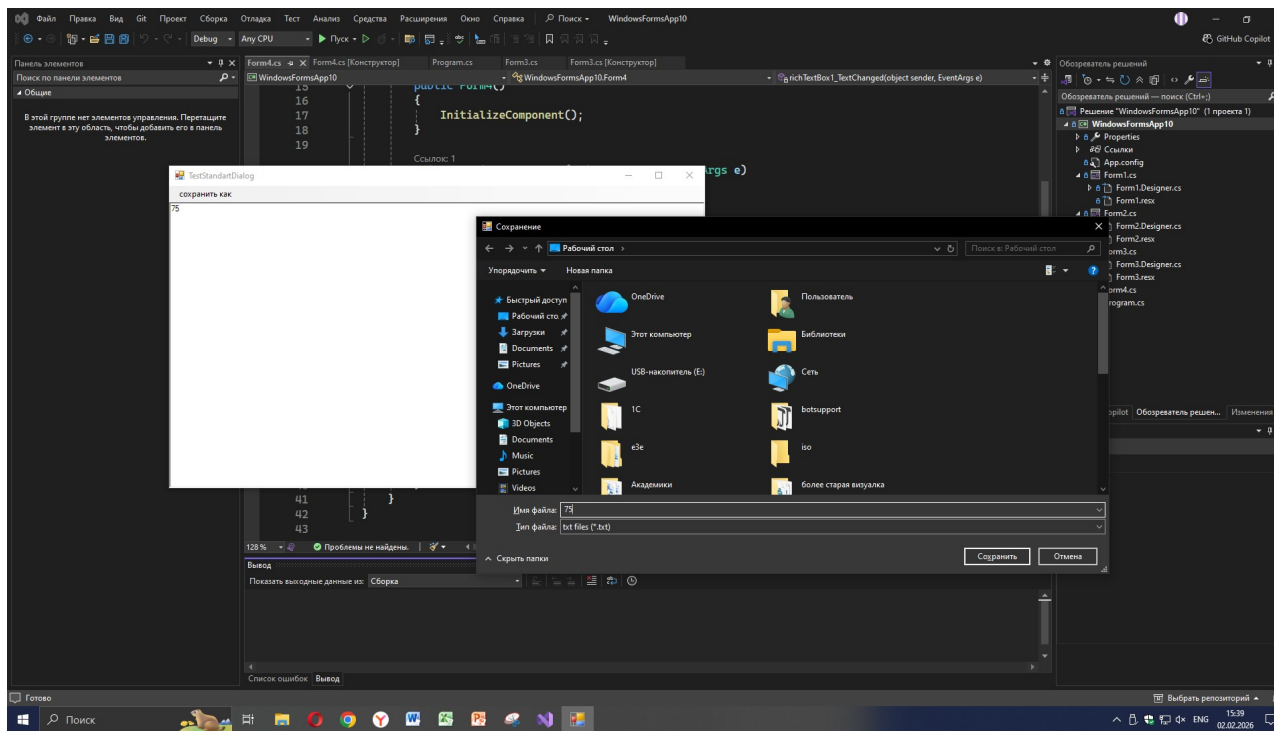 Файл Правка Вид Git Проект Сборка Отладка Тест Анализ Средства Расширения Окно Справка Поиск WindowsFormsApp10
Debug Any CPU Пуск GitHub Copilot
Панель элементов
Поиск по панели элементов
Общие
В этой группе нет элементов управления. Перетащите
элемент в эту область, чтобы добавить его в панель
элементов.
Form4.cs Form4.cs [Конструктор] Program.cs Form3.cs Form3.cs [Конструктор]
WindowsFormsApp10 WindowsFormsApp10.Form4 richTextBox1_TextChanged(object sender, EventArgs e)
15 public Form4()
16 {
17 InitializeComponent();
18 }
19
Ссылок: 1
Args e)
41 }
42 }
43
128 % Проблемы не найдены.
Вывод
Показать выходные данные из: Сборка
Список ошибок Вывод
TestStandartDialog
сохранить как
75
Сохранение
Рабочий стол Поиск в: Рабочий стол
Упорядочить Новая папка
Быстрый доступ
Рабочий сто
Загрузки
Documents
Pictures
OneDrive
Этот компьютер
3D Objects
Documents
Music
Pictures
Videos
OneDrive Пользователь
Этот компьютер Библиотеки
USB-накопитель (E:) Сеть
1C botsupport
e3e iso
Академики более старая визуалка
Имя файла: 75
Тип файла: txt files (*.txt)
Скрыть папки Сохранить Отмена
Обозреватель решений
Обозреватель решений — поиск (Ctrl+;)
Решение "WindowsFormsApp10" (1 проекта 1)
WindowsFormsApp10
Properties
Ссылки
App.config
Form1.cs
Form1.Designer.cs
Form1.resx
Form2.cs
Form2.Designer.cs
Form2.resx
orm3.cs
Form3.Designer.cs
Form3.resx
orm4.cs
rogram.cs
opilot Обозреватель решен... Изменения
Готово Выбрать репозиторий
Поиск ENG 15:39
02.02.2026